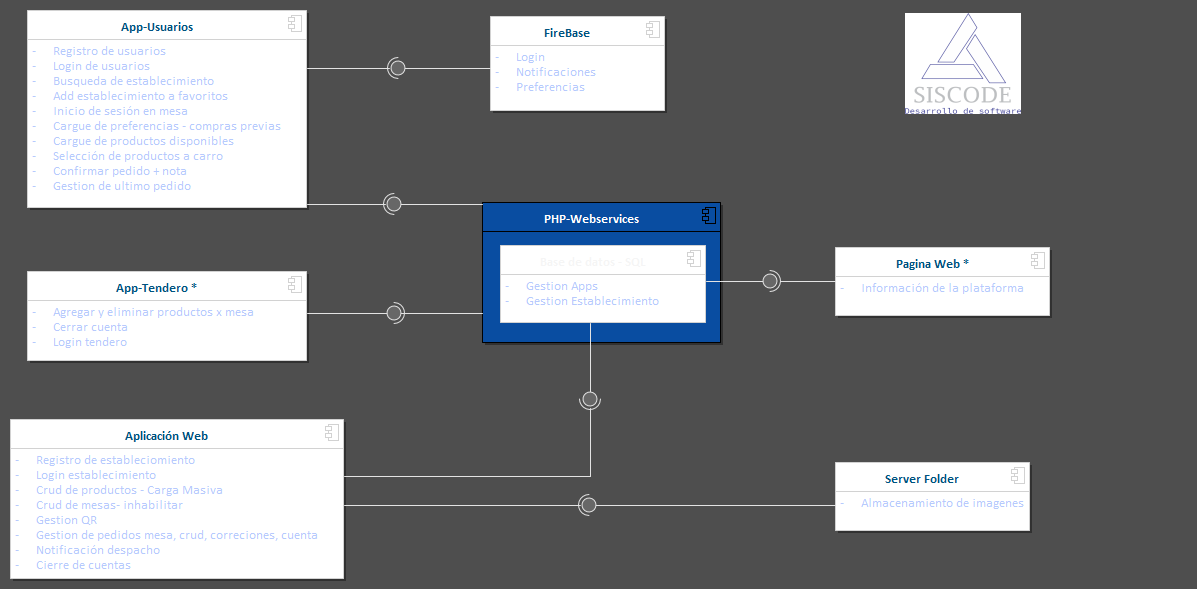 App-Usuarios
- Registro de usuarios
- Login de usuarios
- Busqueda de establecimiento
- Add establecimiento a favoritos
- Inicio de sesión en mesa
- Cargue de preferencias - compras previas
- Cargue de productos disponibles
- Selección de productos a carro
- Confirmar pedido + nota
- Gestion de ultimo pedido
FireBase
- Login
- Notificaciones
- Preferencias
SISCODE
Desarrollo de software
PHP-Webservices
Base de datos - SQL
- Gestion Apps
- Gestion Establecimiento
Pagina Web *
- Información de la plataforma
App-Tendero *
- Agregar y eliminar productos x mesa
- Cerrar cuenta
- Login tendero
Aplicación Web
- Registro de estableciomiento
- Login establecimiento
- Crud de productos - Carga Masiva
- Crud de mesas- inhabilitar
- Gestion QR
- Gestion de pedidos mesa, crud, correciones, cuenta
- Notificación despacho
- Cierre de cuentas
Server Folder
- Almacenamiento de imagenes